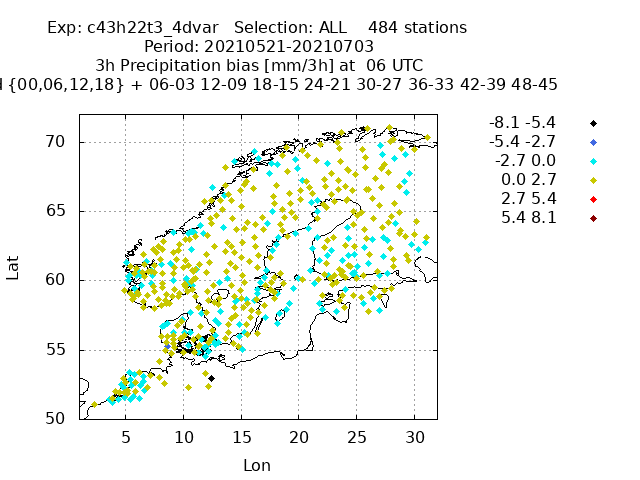 Exp: c43h22t3_4dvar   Selection: ALL    484 stations
Period: 20210521-20210703
3h Precipitation bias [mm/3h] at  06 UTC
{00,06,12,18} + 06-03 12-09 18-15 24-21 30-27 36-33 42-39 48-45
-8.1 -5.4
-5.4 -2.7
-2.7 0.0
0.0 2.7
2.7 5.4
5.4 8.1
70
65
60
55
50
Lat
5 10 15 20 25 30
Lon